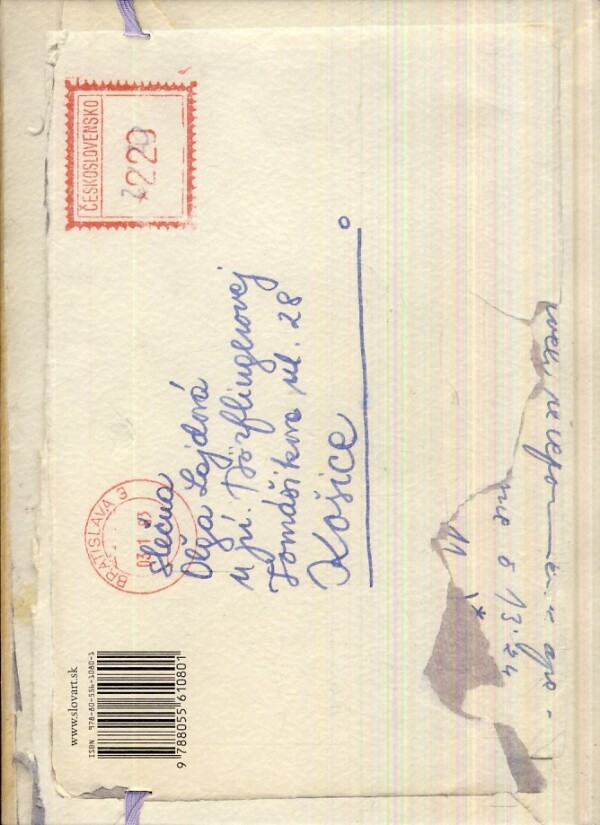 ČESKOSLOVENSKO
229
BRATISLAVA 3
Slečna
Oľga Lajdová
u pí. Dörflingerovej
Tomášikova ul. 28
Košice
www.slovart.sk
ISBN 978-80-556-1080-1
9 788055 610801